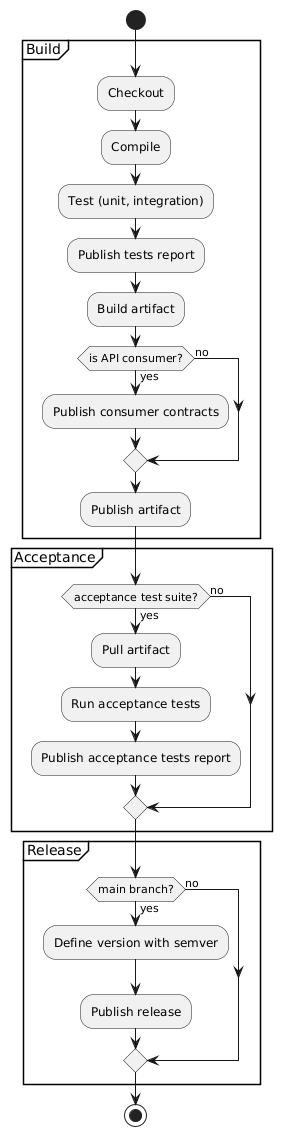 Build
Checkout
Compile
Test (unit, integration)
Publish tests report
Build artifact
is API consumer?
no
yes
Publish consumer contracts
Publish artifact
Acceptance
acceptance test suite?
no
yes
Pull artifact
Run acceptance tests
Publish acceptance tests report
Release
main branch?
no
yes
Define version with semver
Publish release